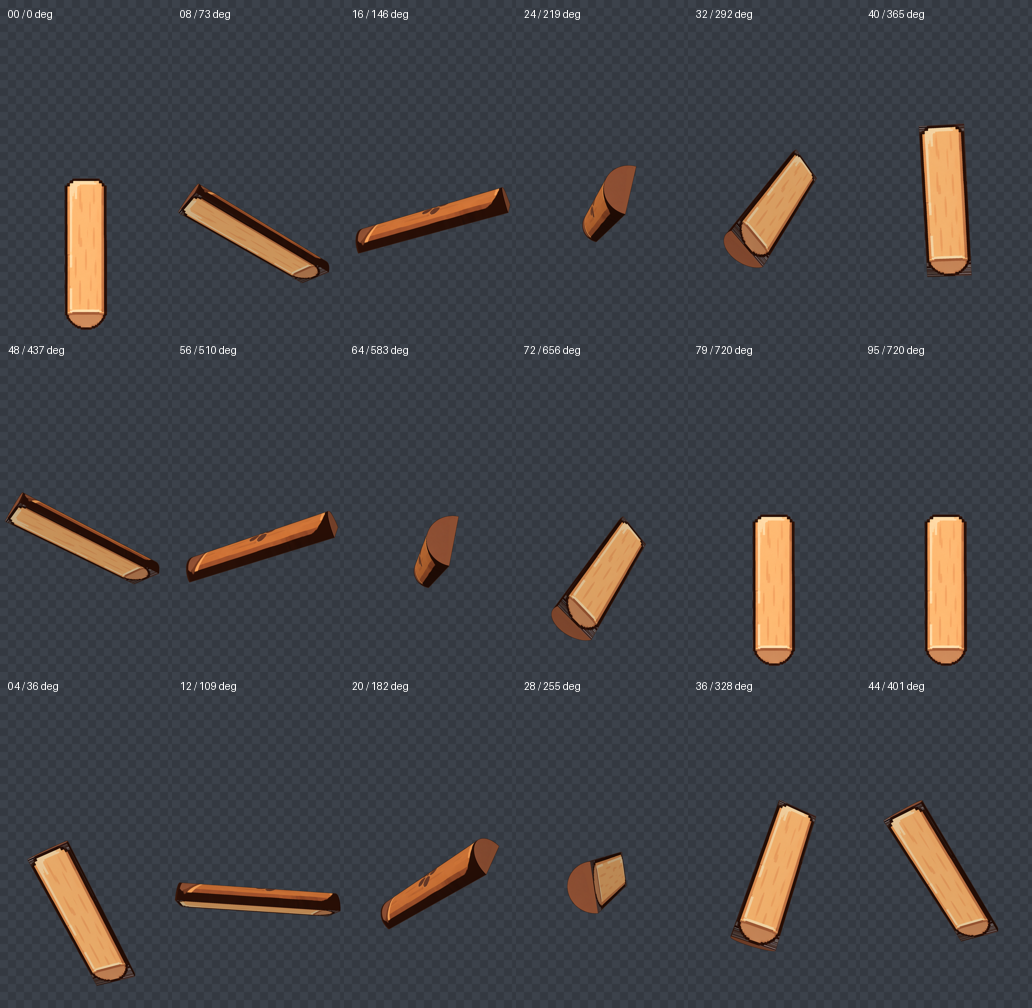 00 / 0 deg
08 / 73 deg
16 / 146 deg
24 / 219 deg
32 / 292 deg
40 / 365 deg
48 / 437 deg
56 / 510 deg
64 / 583 deg
72 / 656 deg
79 / 720 deg
95 / 720 deg
04 / 36 deg
12 / 109 deg
20 / 182 deg
28 / 255 deg
36 / 328 deg
44 / 401 deg